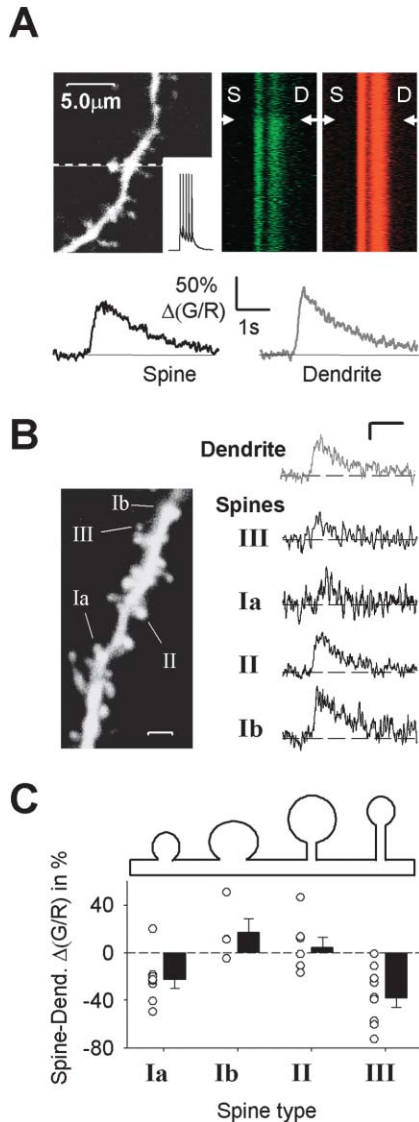 A
5.0μm
S D
S D
50%
Δ(G/R)
1s
Spine
Dendrite
B
Dendrite
Spines
Ib
III
Ia
II
III
Ia
II
Ib
C
Spine-Dend. Δ(G/R) in %
40
0
-40
-80
Ia Ib II III
Spine type